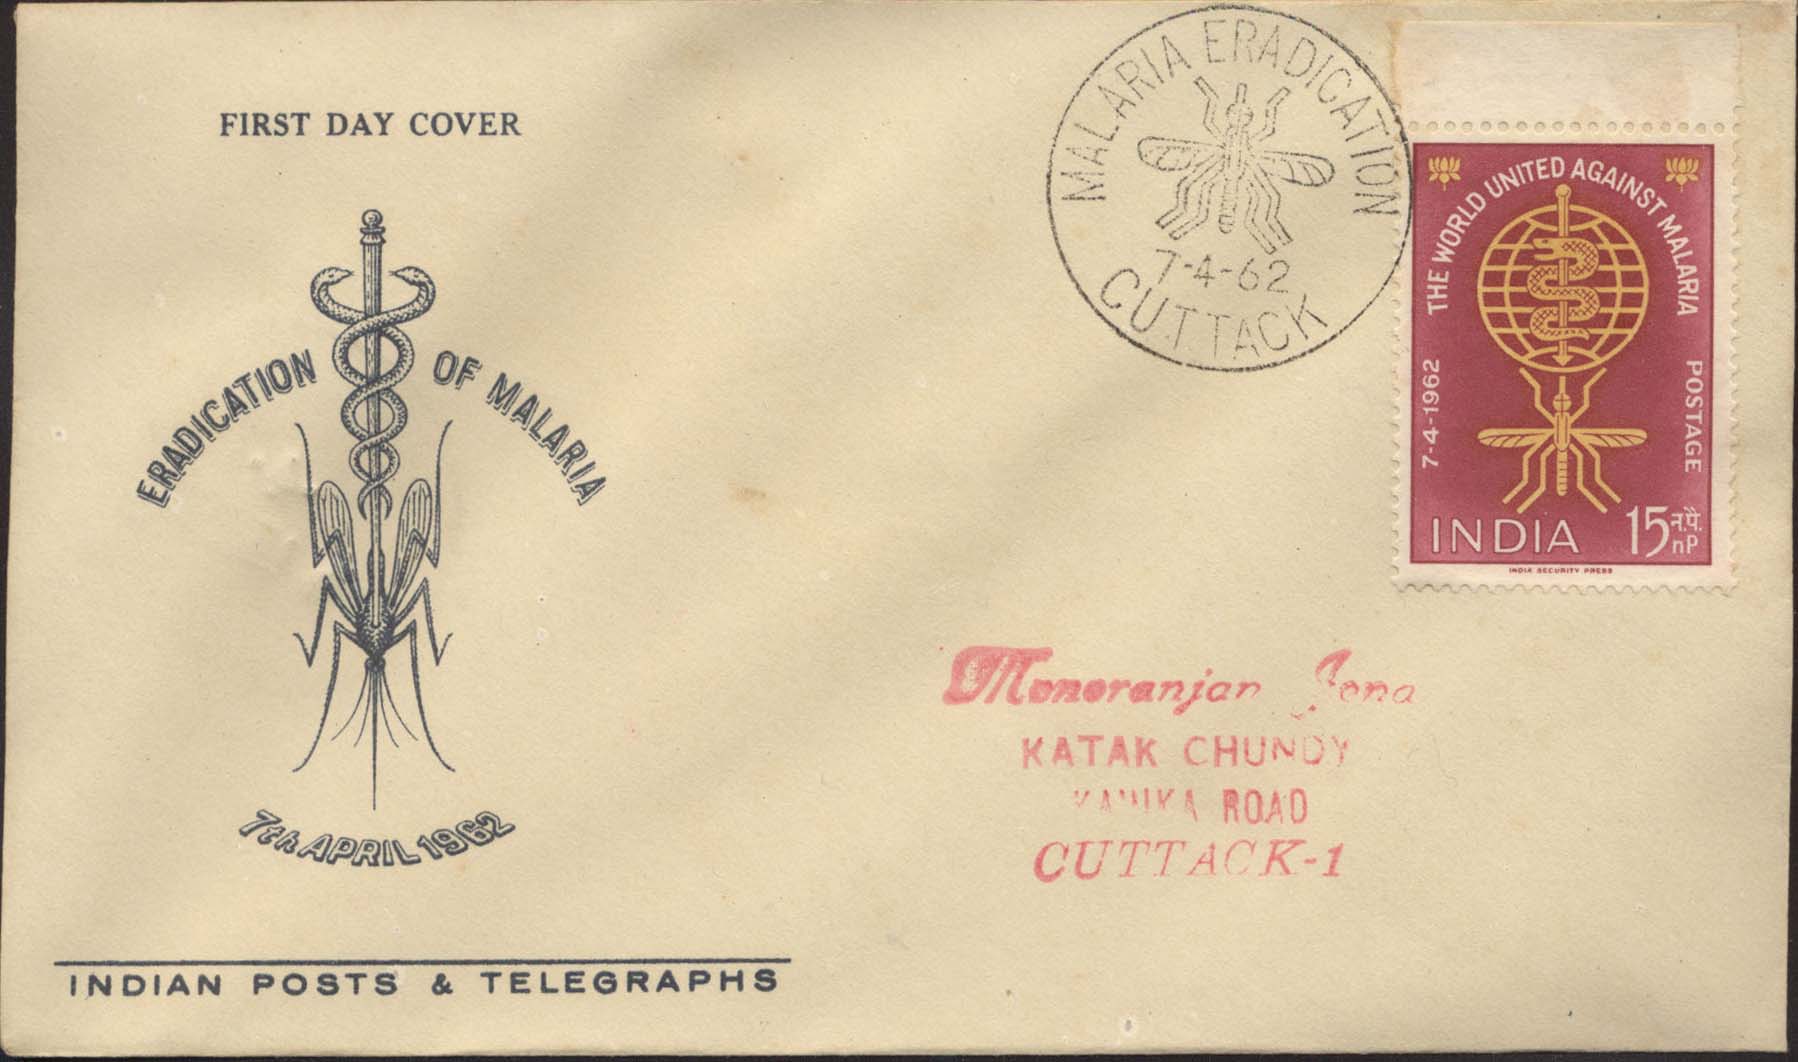 FIRST DAY COVER
ERADICATION OF MALARIA
7th APRIL 1962
INDIAN POSTS & TELEGRAPHS
MALARIA ERADICATION
7-4-62
CUTTACK
THE WORLD UNITED AGAINST MALARIA
7-4-1962
POSTAGE
INDIA 15 न.पै.
nP
INDIA SECURITY PRESS
Monoranjan Jena
KATAK CHUNDY
KANIKA ROAD
CUTTACK-1